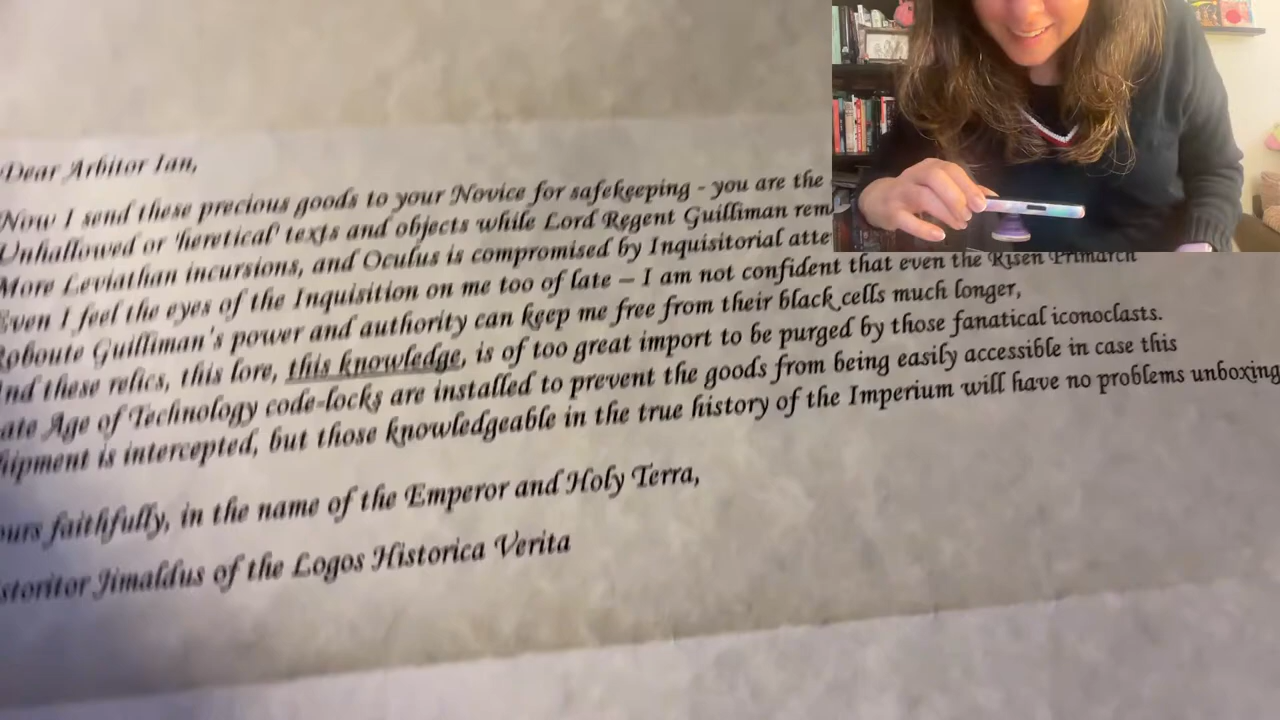 Dear Arbitor Ian,
Now I send these precious goods to your Novice for safekeeping - you are the
Unhallowed or 'heretical' texts and objects while Lord Regent Guilliman
More Leviathan incursions, and Oculus is compromised by Inquisitorial
Even I feel the eyes of the Inquisition on me too of late – I am not confident that even the Risen Primarch
Roboute Guilliman's power and authority can keep me free from their black cells much longer,
And these relics, this lore, this knowledge, is of too great import to be purged by those fanatical iconoclasts.
Age of Technology code-locks are installed to prevent the goods from being easily accessible in case this
is intercepted, but those knowledgeable in the true history of the Imperium will have no problems unboxing
faithfully, in the name of the Emperor and Holy Terra,
Jimaldus of the Logos Historica Verita